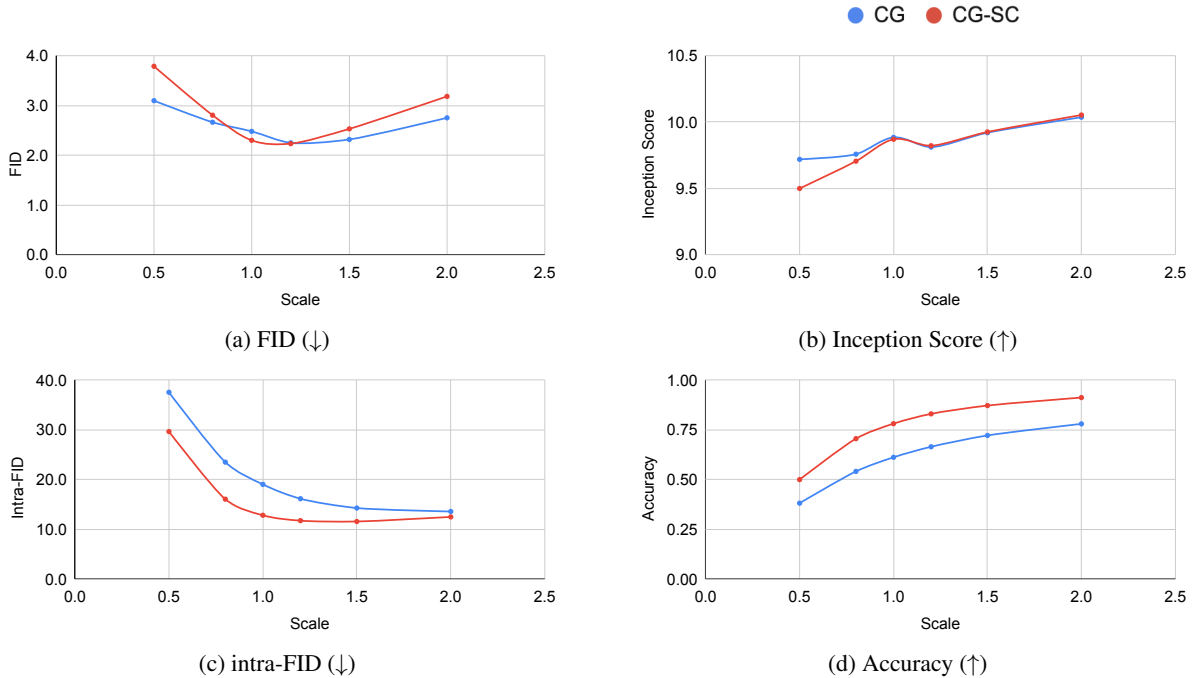 CG CG-SC
4.0
3.0
2.0
1.0
0.0
FID
0.0 0.5 1.0 1.5 2.0 2.5
Scale
(a) FID (↓)
10.5
10.0
9.5
9.0
Inception Score
0.0 0.5 1.0 1.5 2.0 2.5
Scale
(b) Inception Score (↑)
40.0
30.0
20.0
10.0
0.0
Intra-FID
0.0 0.5 1.0 1.5 2.0 2.5
Scale
(c) intra-FID (↓)
1.00
0.75
0.50
0.25
0.00
Accuracy
0.0 0.5 1.0 1.5 2.0 2.5
Scale
(d) Accuracy (↑)